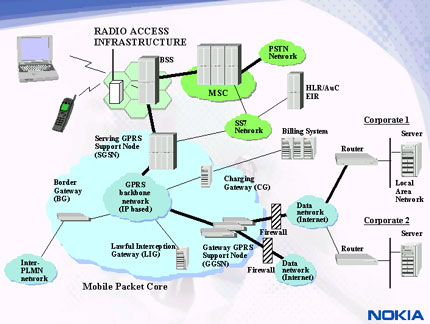 RADIO ACCESS
INFRASTRUCTURE
BSS
PSTN
Network
MSC
HLR/AuC
EIR
SS7
Network
Corporate 1
Billing System
Server
Router
Serving GPRS
Support Node
(SGSN)
Local
Area
Network
Border
Gateway
(BG)
GPRS
backbone
network
(IP based)
Charging
Gateway (CG)
Data
network
(Internet)
Firewall
Corporate 2
Server
Router
Lawful Interception
Gateway (LIG)
Gateway GPRS
Support Node
(GGSN)
Firewall
Inter-
PLMN
network
Data
network
(Internet)
Mobile Packet Core
NOKIA